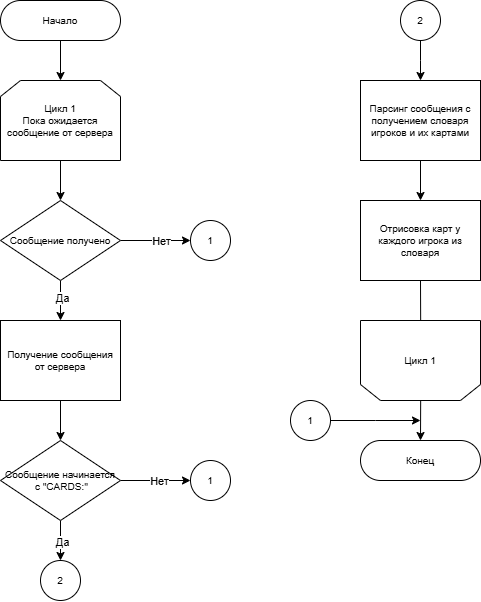 Начало
Цикл 1
Пока ожидается
сообщение от сервера
Сообщение получено
Нет
1
Да
Получение сообщения
от сервера
Сообщение начинается
с "CARDS:"
Нет
1
Да
2
2
Парсинг сообщения с
получением словаря
игроков и их картами
Отрисовка карт у
каждого игрока из
словаря
Цикл 1
1
Конец